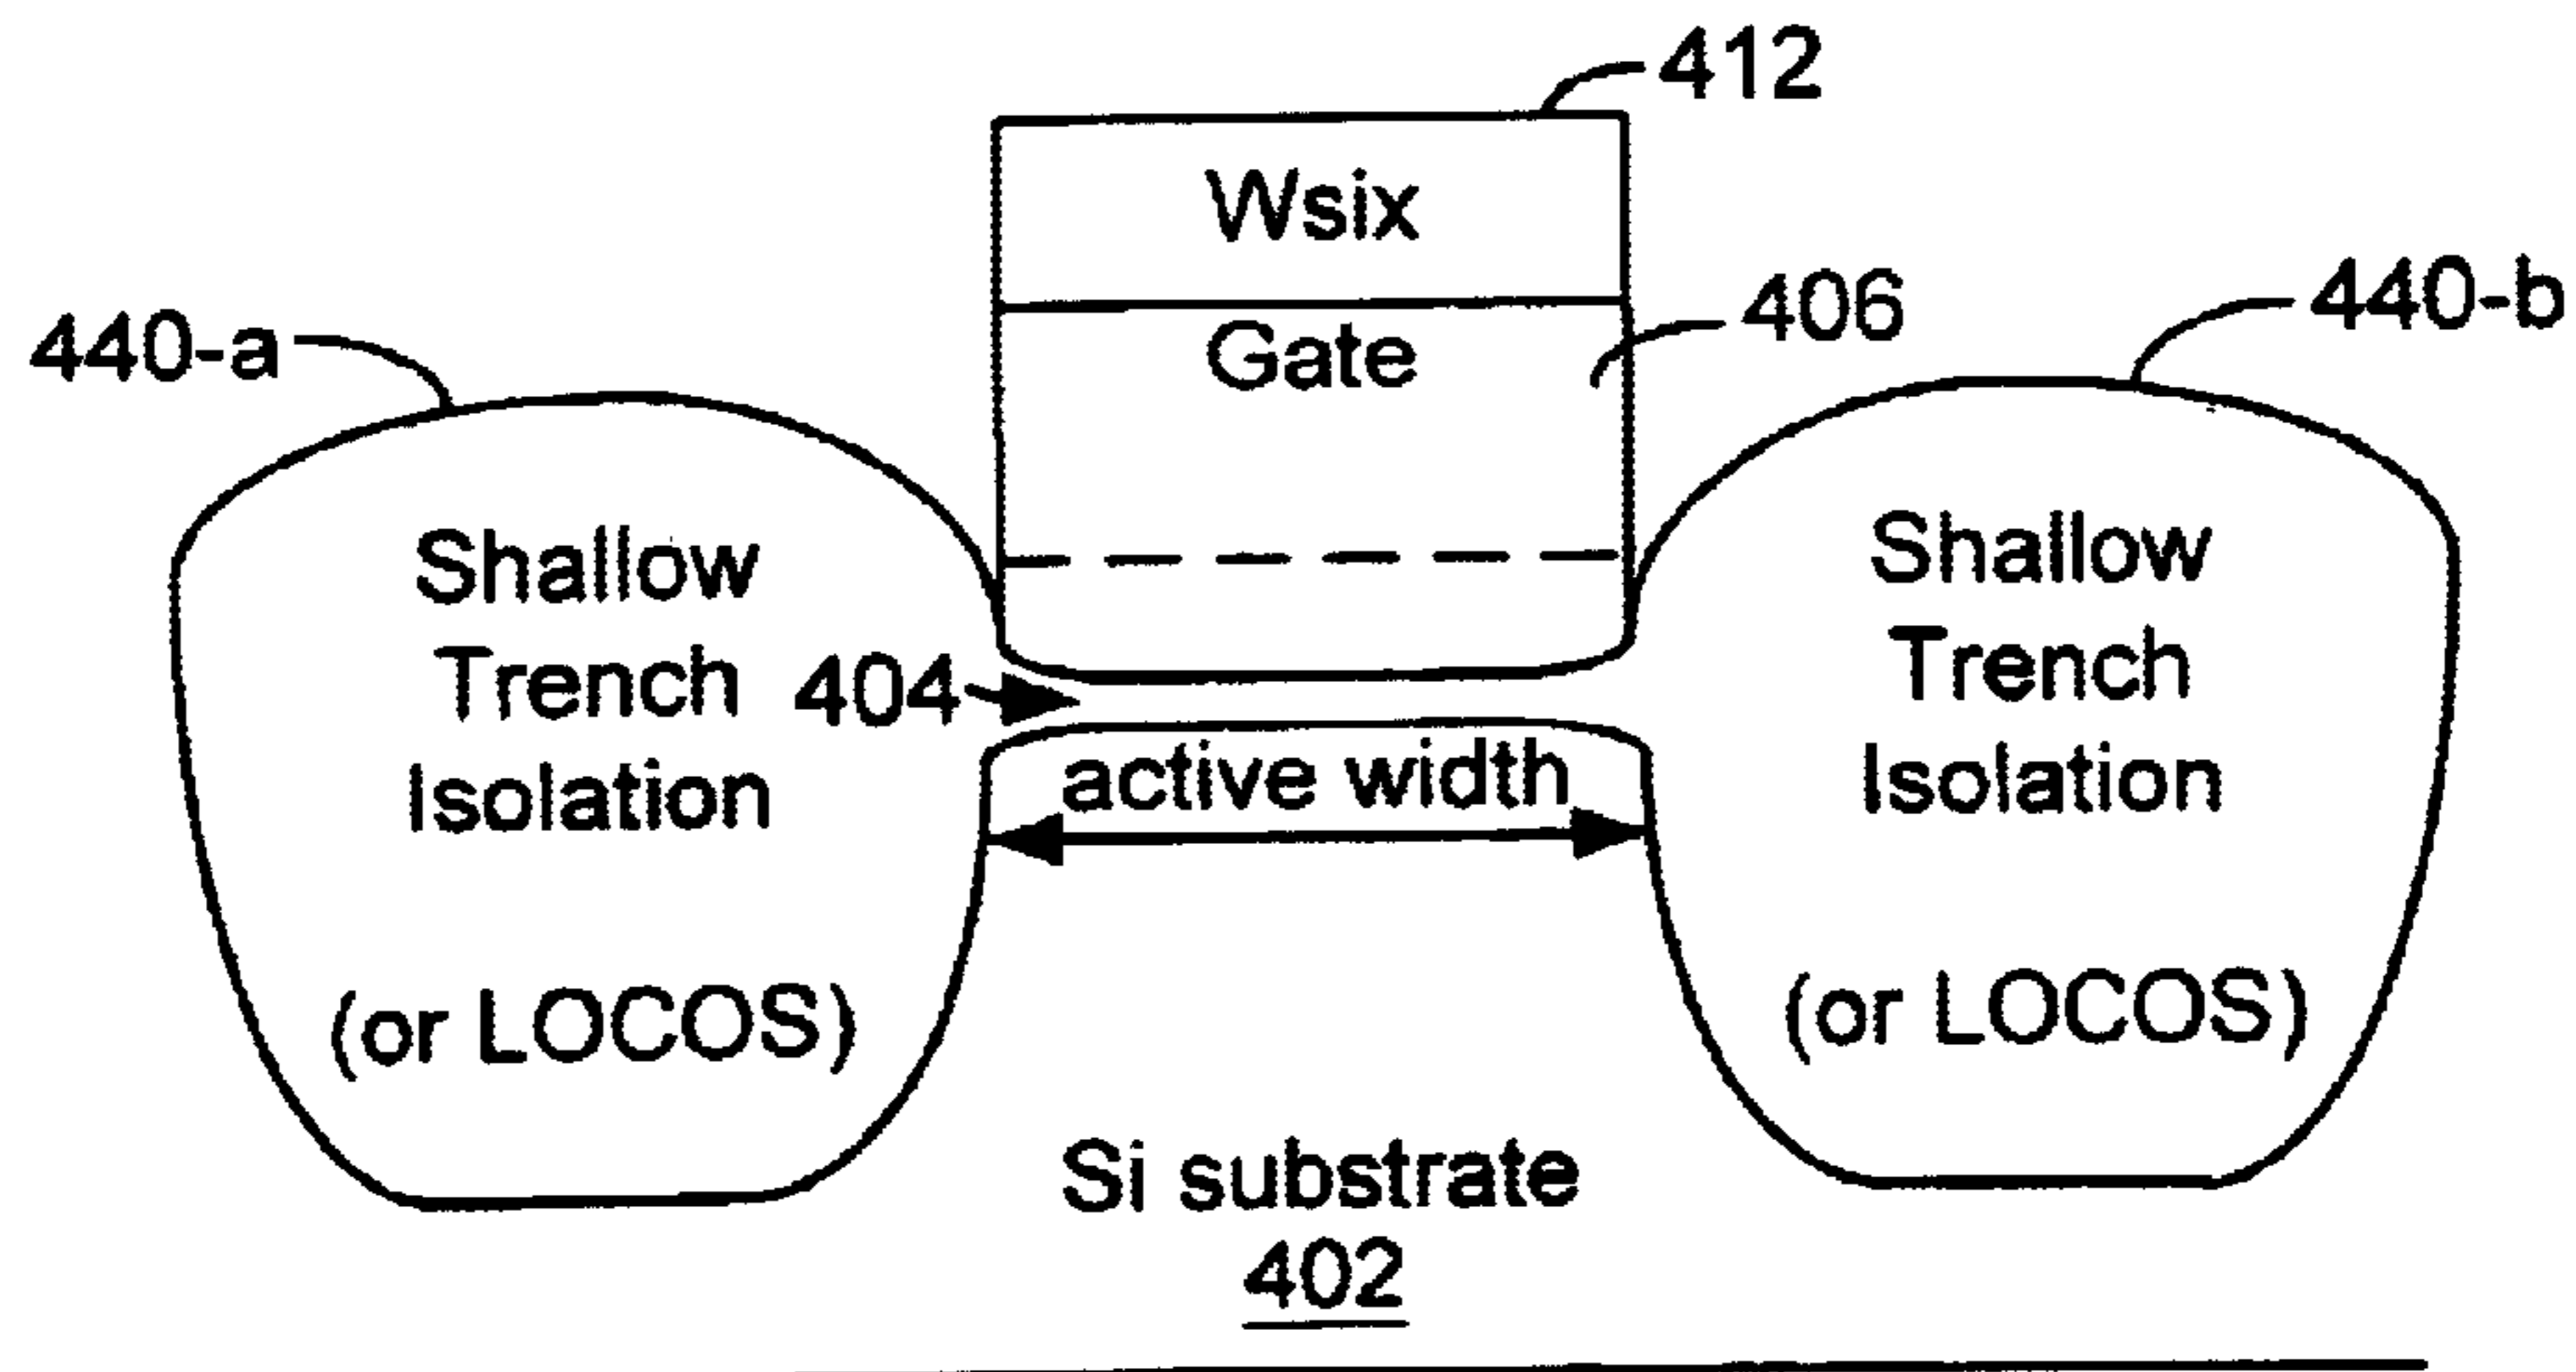 412
Wsix
406
Gate
440-a
440-b
Shallow
Trench
Isolation
(or LOCOS)
404
active width
Shallow
Trench
Isolation
(or LOCOS)
Si substrate
402